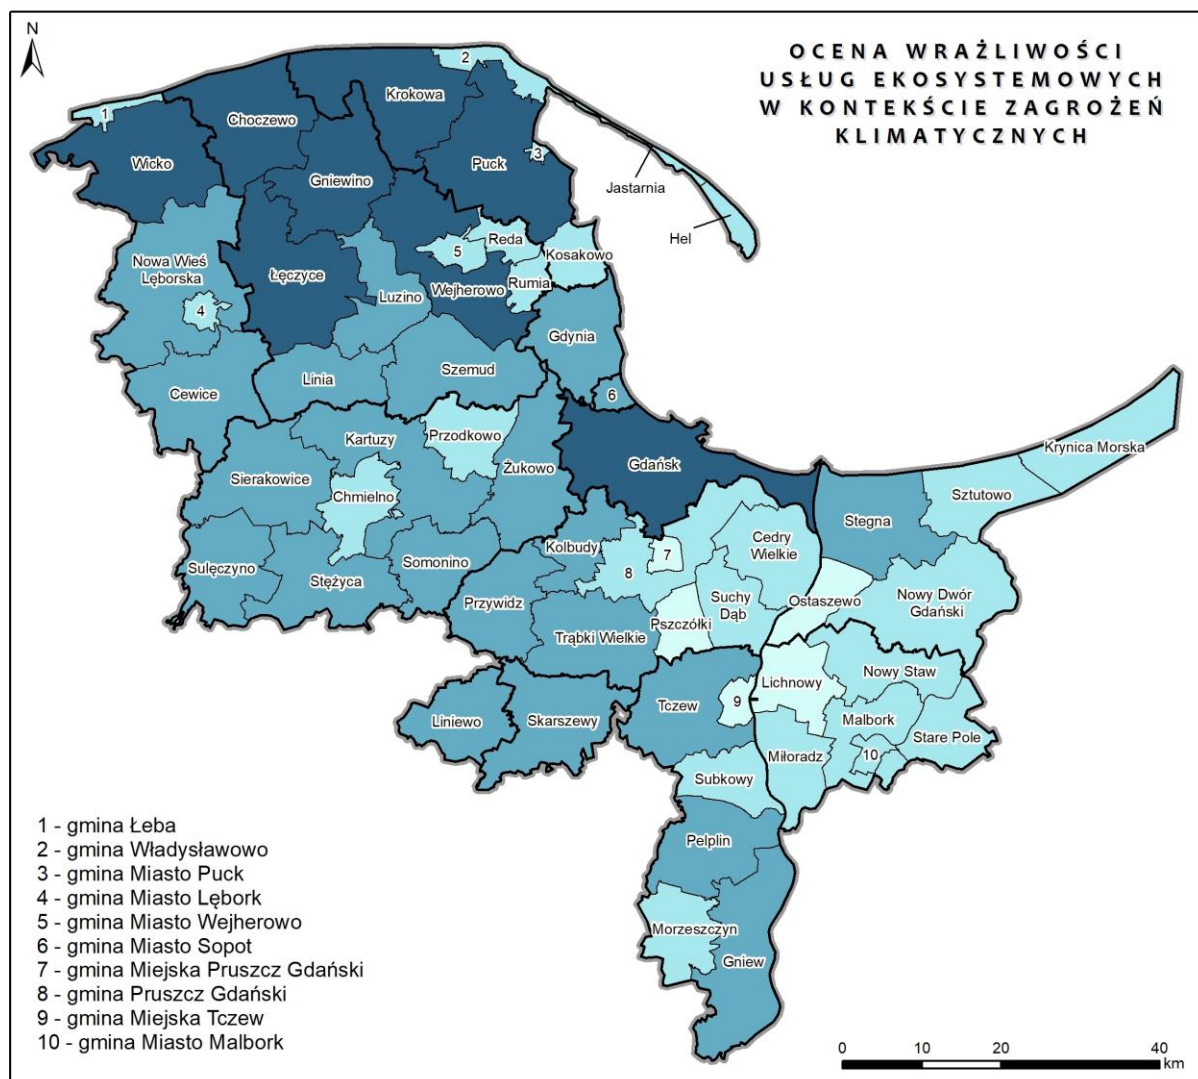 N
OCENA WRAŻLIWOŚCI
USŁUG EKOSYSTEMOWYCH
W KONTEKŚCIE ZAGROŻEŃ
KLIMATYCZNYCH
2
1
Krokowa
Choczewo
Wicko
Puck
3
Gniewino
Jastarnia
Hel
Reda
5
Kosakowo
Nowa Wieś
Lęborska
Łęczyce
Rumia
Wejherowo
Luzino
4
Gdynia
Szemud
Linia
Cewice
6
Kartuzy
Przodkowo
Krynica Morska
Żukowo
Gdańsk
Sierakowice
Chmielno
Sztutowo
Stegna
Cedry
Wielkie
Kolbudy
7
Somonino
Sulęczyno
Stężyca
8
Nowy Dwór
Gdański
Suchy
Dąb
Ostaszewo
Przywidz
Pszczółki
Trąbki Wielkie
Nowy Staw
Lichnowy
9
Tczew
Liniewo
Skarszewy
Malbork
Stare Pole
10
Miłoradz
Subkowy
Pelplin
Morzeszczyn
Gniew
1 - gmina Łeba
2 - gmina Władysławowo
3 - gmina Miasto Puck
4 - gmina Miasto Lębork
5 - gmina Miasto Wejherowo
6 - gmina Miasto Sopot
7 - gmina Miejska Pruszcz Gdański
8 - gmina Pruszcz Gdański
9 - gmina Miejska Tczew
10 - gmina Miasto Malbork
0 10 20 40
km